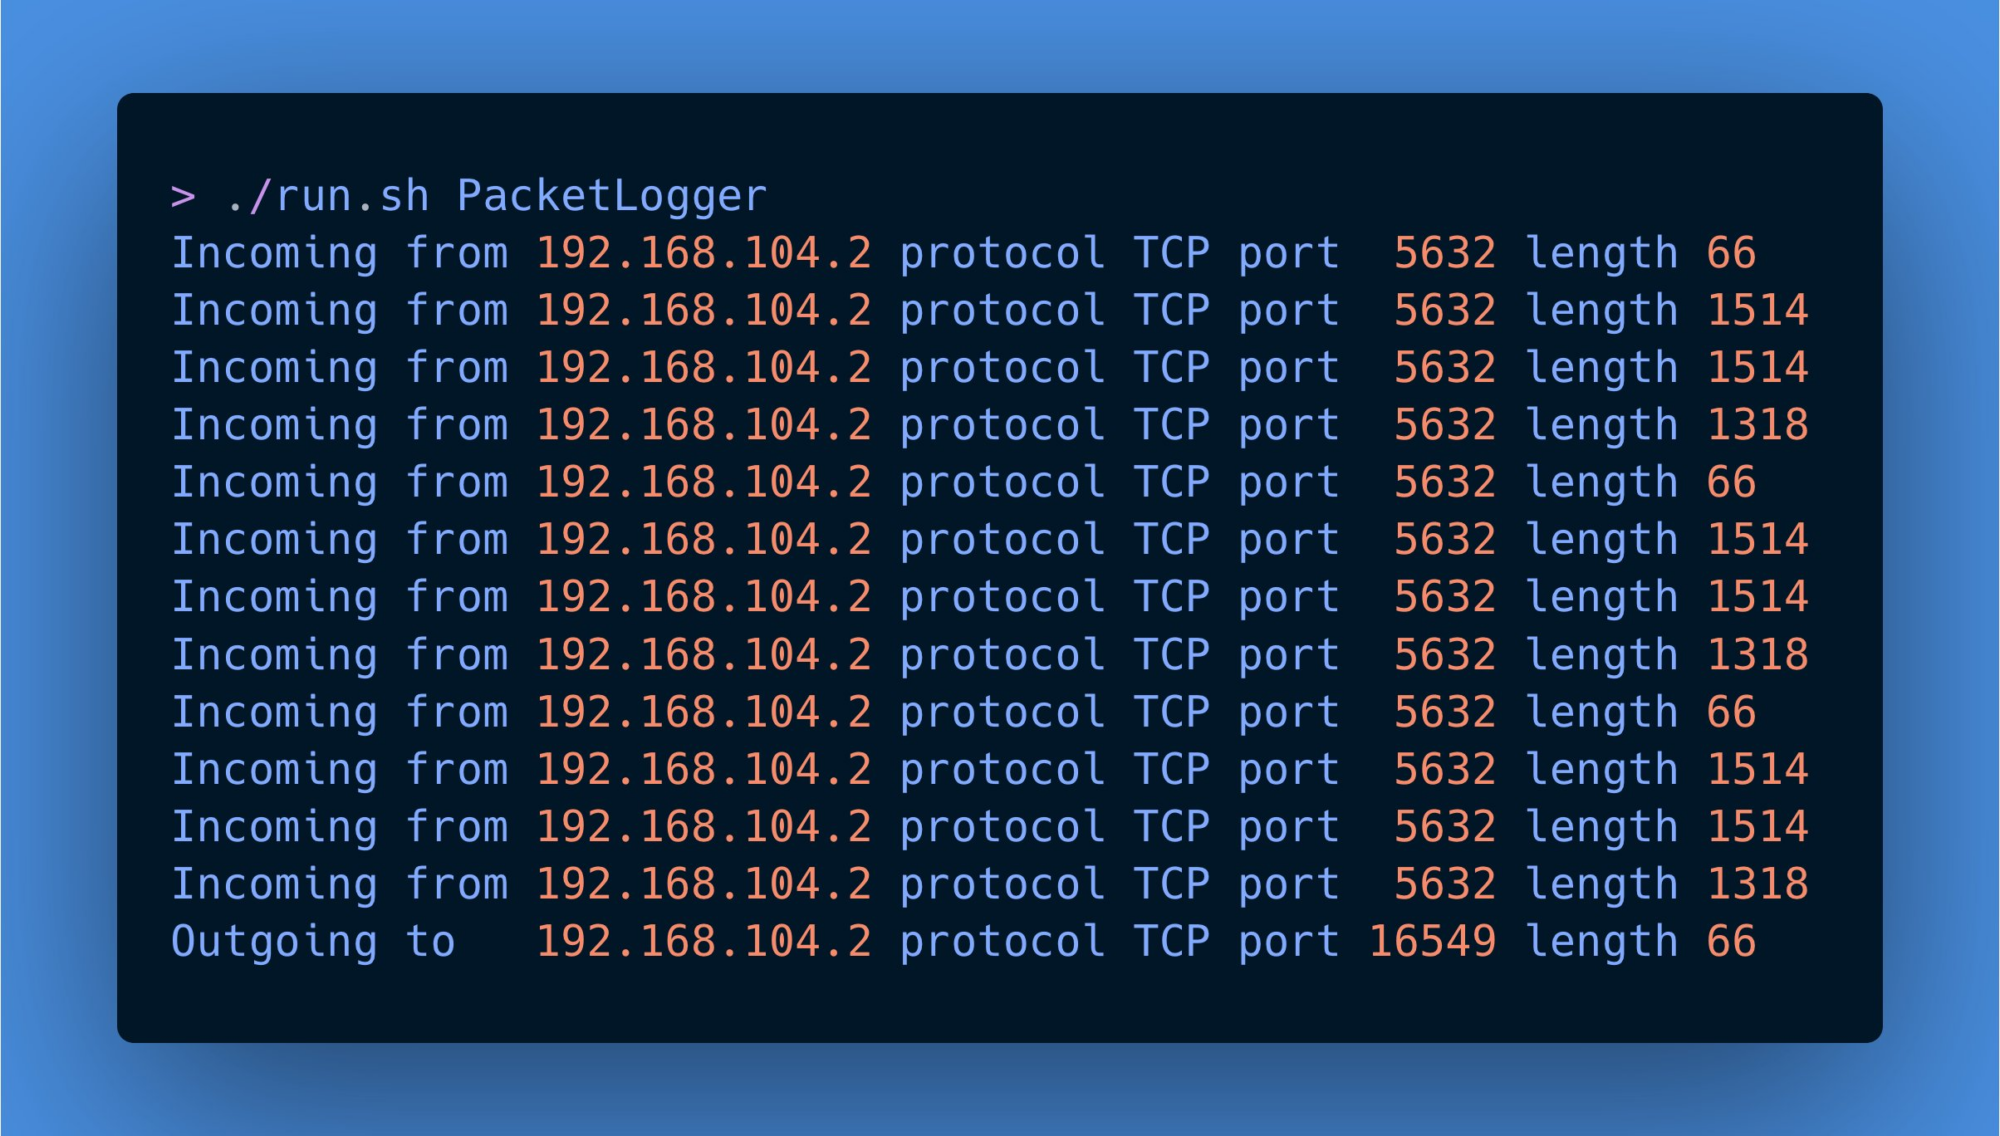 > ./run.sh PacketLogger
Incoming from 192.168.104.2 protocol TCP port  5632 length 66
Incoming from 192.168.104.2 protocol TCP port  5632 length 1514
Incoming from 192.168.104.2 protocol TCP port  5632 length 1514
Incoming from 192.168.104.2 protocol TCP port  5632 length 1318
Incoming from 192.168.104.2 protocol TCP port  5632 length 66
Incoming from 192.168.104.2 protocol TCP port  5632 length 1514
Incoming from 192.168.104.2 protocol TCP port  5632 length 1514
Incoming from 192.168.104.2 protocol TCP port  5632 length 1318
Incoming from 192.168.104.2 protocol TCP port  5632 length 66
Incoming from 192.168.104.2 protocol TCP port  5632 length 1514
Incoming from 192.168.104.2 protocol TCP port  5632 length 1514
Incoming from 192.168.104.2 protocol TCP port  5632 length 1318
Outgoing to   192.168.104.2 protocol TCP port 16549 length 66